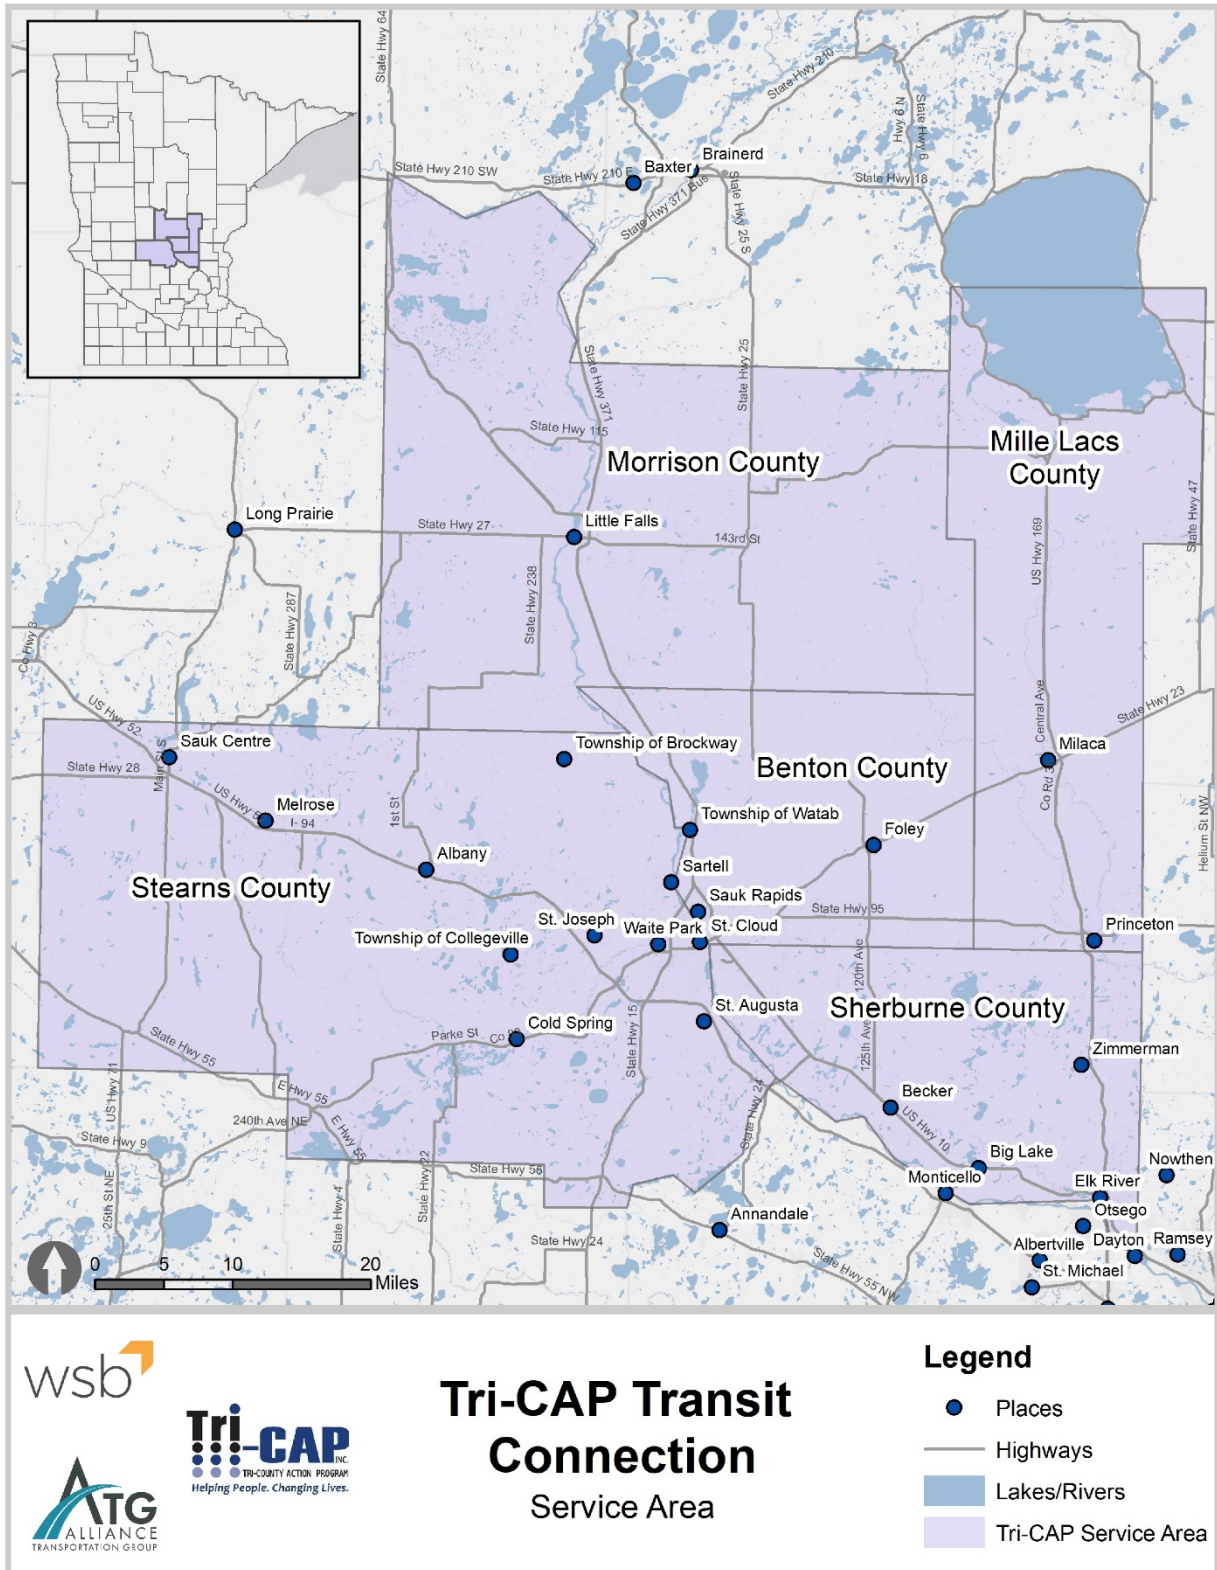 State Hwy 64
State Hwy 210
Hwy 6 N
State Hwy 6
Brainerd
Baxter
State Hwy 210 SW
State Hwy 210 E
State Hwy 18
State Hwy 371 Bus
State Hwy 25 S
State Hwy 25
State Hwy 371
State Hwy 115
Morrison County
Mille Lacs
County
State Hwy 47
Long Prairie
State Hwy 27
Little Falls
143rd St
US Hwy 169
State Hwy 238
State Hwy 287
Co Hwy 3
US Hwy 52
Sauk Centre
Main St S
State Hwy 28
Township of Brockway
Benton County
Central Ave
State Hwy 23
Milaca
Co Rd 3
US Hwy 5
Melrose
I- 94
1st St
Township of Watab
Foley
Helium St NW
Albany
Sartell
Stearns County
Sauk Rapids
State Hwy 95
St. Joseph
Waite Park
St. Cloud
Township of Collegeville
Princeton
120th Ave
St. Augusta
Sherburne County
Cold Spring
Parke St
State Hwy 15
125th Ave
Zimmerman
State Hwy 55
US Hwy 71
E Hwy 55
240th Ave NE
E Hwy 55
State Hwy 24
Becker
US Hwy 10
State Hwy 9
25th St NE
State Hwy 4
State Hwy 22
State Hwy 55
Big Lake
Nowthen
Monticello
Elk River
Otsego
Annandale
State Hwy 24
Albertville
Dayton
Ramsey
St. Michael
State Hwy 55 NW
0 5 10 20
Miles
wsb
Tri-CAP
INC.
TRI-COUNTY ACTION PROGRAM
Helping People. Changing Lives.
ATG
ALLIANCE
TRANSPORTATION GROUP
Tri-CAP Transit
Connection
Service Area
Legend
Places
Highways
Lakes/Rivers
Tri-CAP Service Area